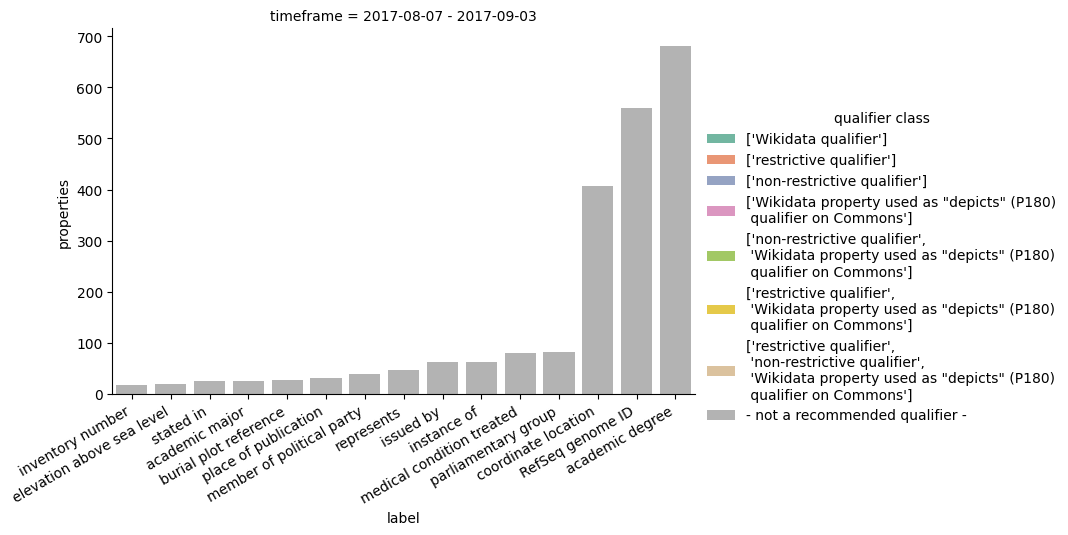 timeframe = 2017-08-07 - 2017-09-03
properties
700
600
500
400
300
200
100
0
inventory number
elevation above sea level
stated in
academic major
burial plot reference
place of publication
member of political party
represents
issued by
instance of
medical condition treated
parliamentary group
coordinate location
RefSeq genome ID
academic degree
label
qualifier class
['Wikidata qualifier']
['restrictive qualifier']
['non-restrictive qualifier']
['Wikidata property used as "depicts" (P180)
qualifier on Commons']
['non-restrictive qualifier',
'Wikidata property used as "depicts" (P180)
qualifier on Commons']
['restrictive qualifier',
'Wikidata property used as "depicts" (P180)
qualifier on Commons']
['restrictive qualifier',
'non-restrictive qualifier',
'Wikidata property used as "depicts" (P180)
qualifier on Commons']
- not a recommended qualifier -